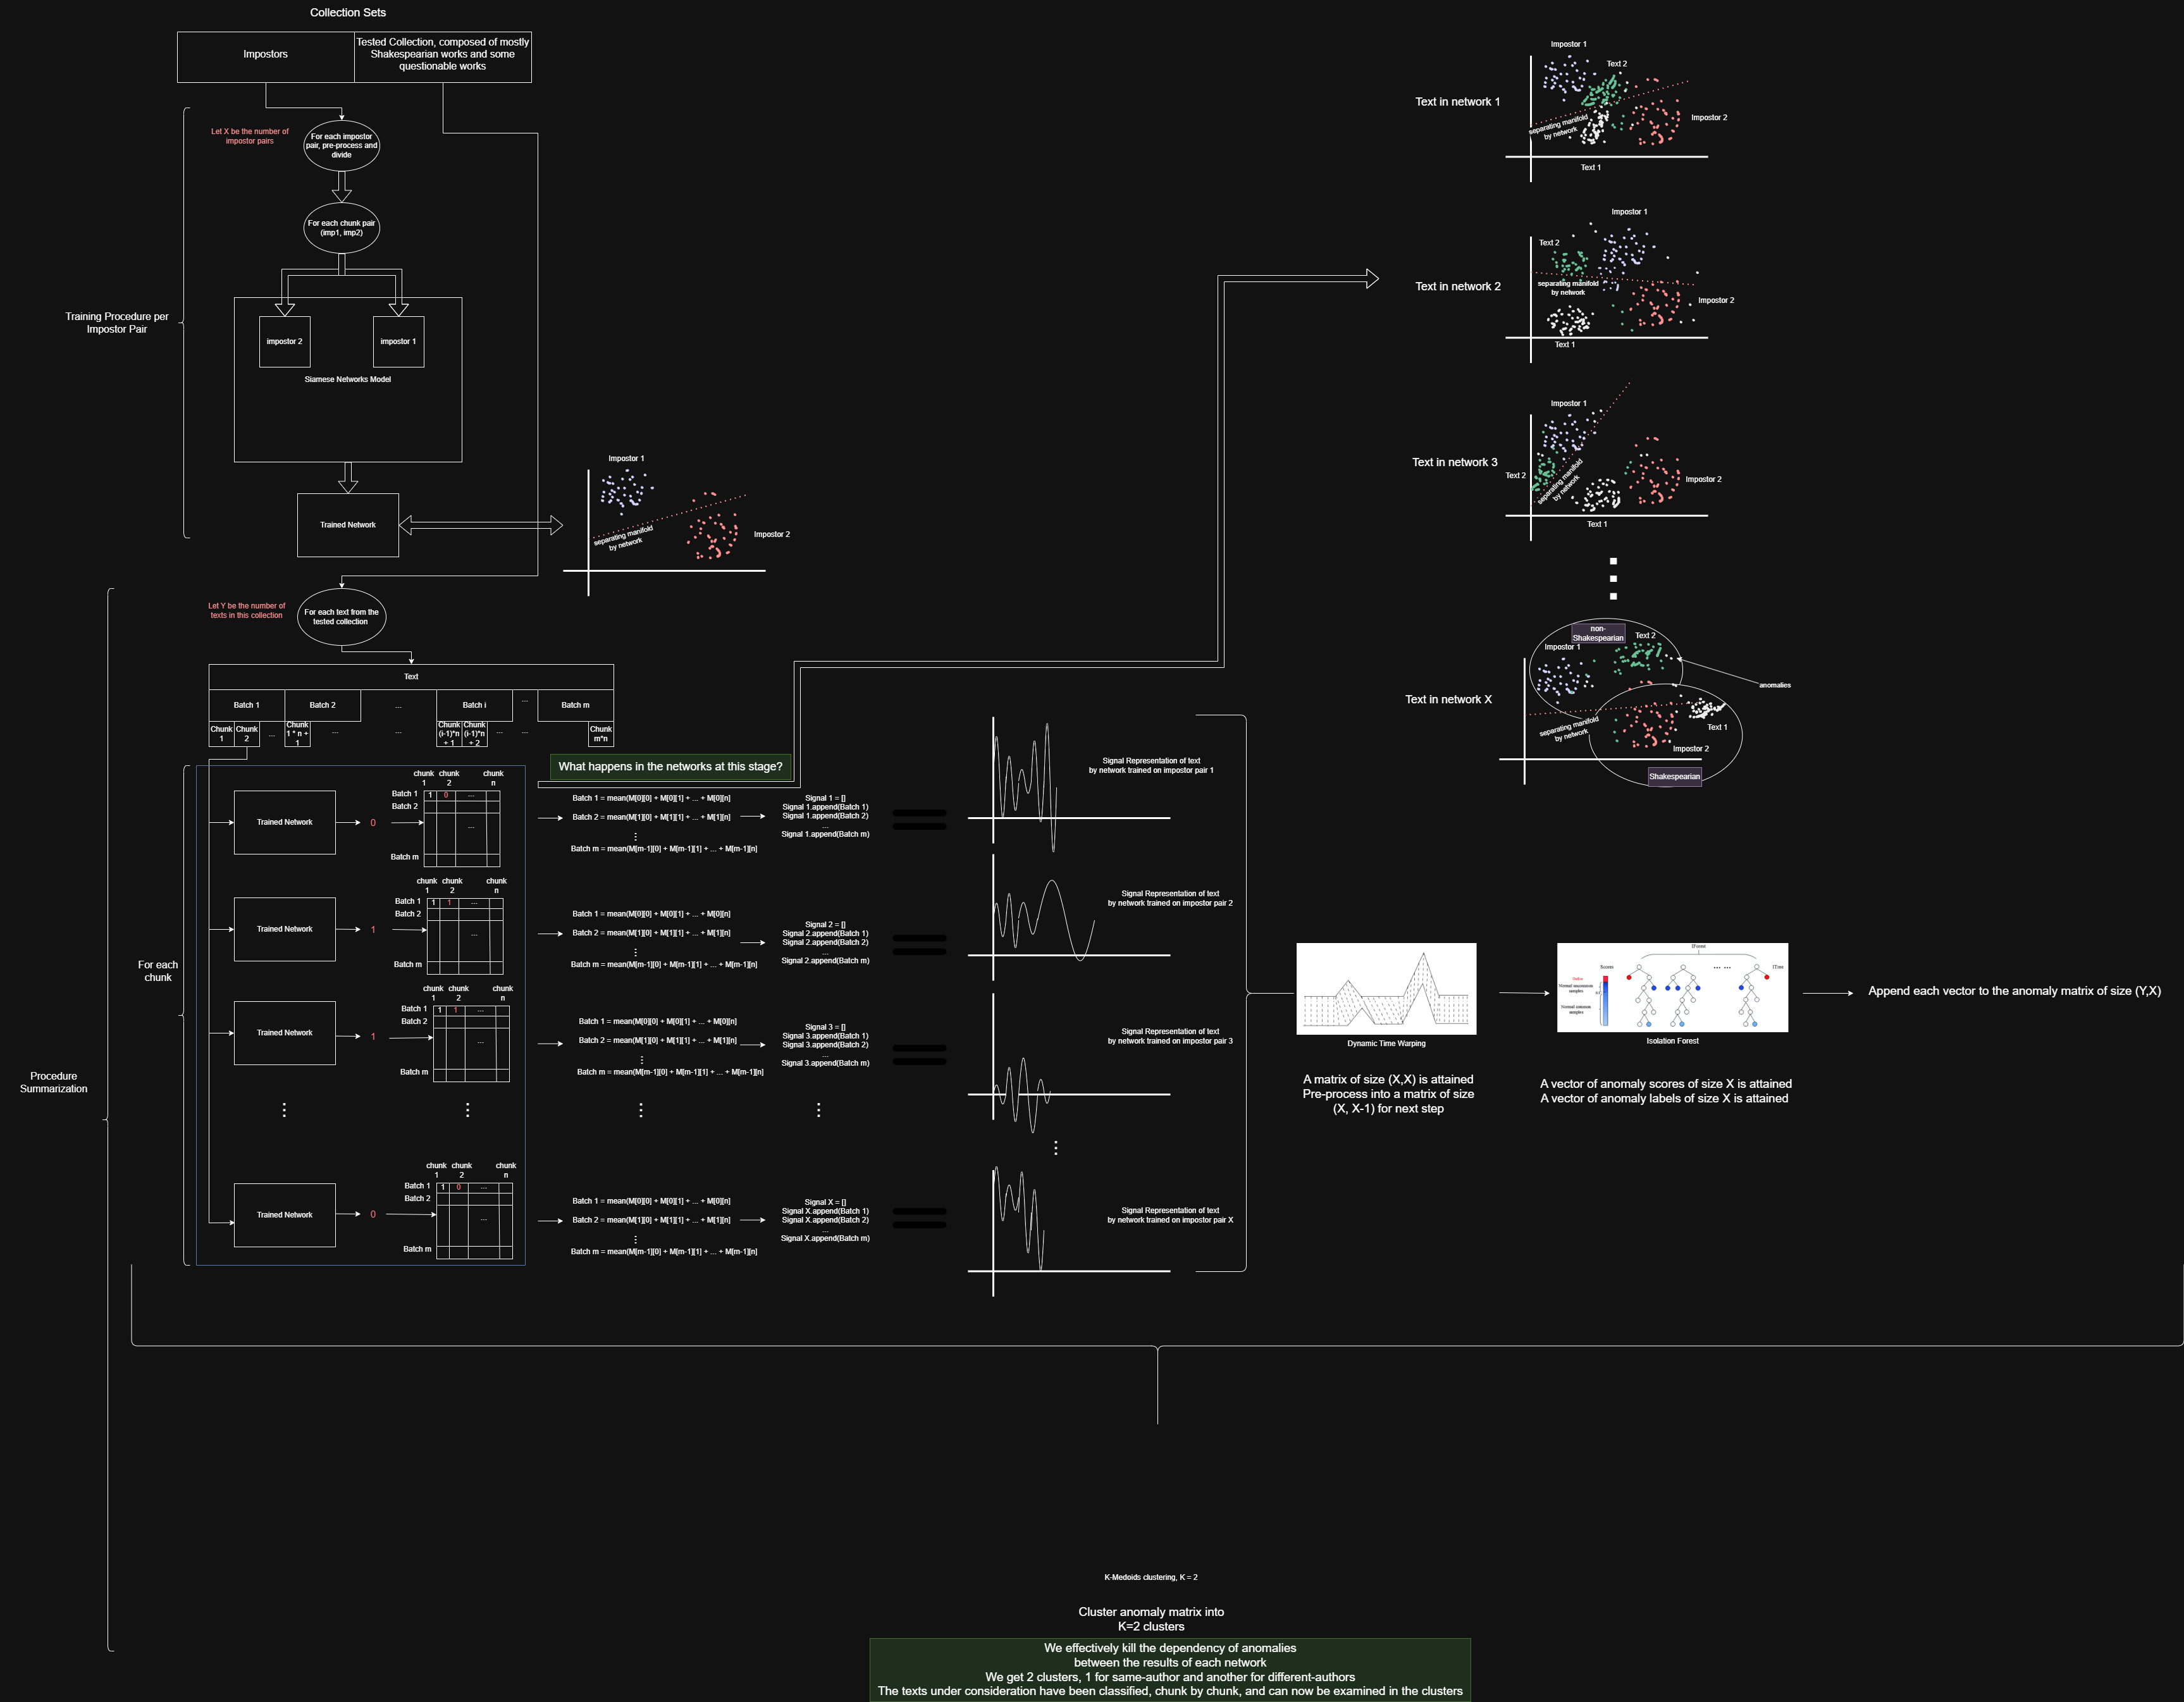 Collection Sets
Impostors
Tested Collection, composed of mostly
Shakespearian works and some
questionable works
Let X be the number of
impostor pairs
For each impostor
pair, pre-process and
divide
For each chunk pair
(imp1, imp2)
Training Procedure per
Impostor Pair
impostor 2
impostor 1
Siamese Networks Model
Trained Network
Impostor 1
separating manifold
by network
Impostor 2
Let Y be the number of
texts in this collection
For each text from the
tested collection
Text
Batch 1
Batch 2
...
Batch i
...
Batch m
Chunk
1
Chunk
2
...
Chunk
1 * n +
1
...
...
Chunk
(i-1)*n
+ 1
Chunk
(i-1)*n
+ 2
...
...
Chunk
m*n
What happens in the networks at this stage?
Procedure
Summarization
For each
chunk
Trained Network
0
chunk
1
chunk
2
chunk
n
Batch 1
1
0
...
Batch 2
...
Batch m
Batch 1 = mean(M[0][0] + M[0][1] + ... + M[0][n]
Batch 2 = mean(M[1][0] + M[1][1] + ... + M[1][n]
Batch m = mean(M[m-1][0] + M[m-1][1] + ... + M[m-1][n]
Signal 1 = []
Signal 1.append(Batch 1)
Signal 1.append(Batch 2)
...
Signal 1.append(Batch m)
Signal Representation of text
by network trained on impostor pair 1
Trained Network
1
chunk
1
chunk
2
chunk
n
Batch 1
1
1
...
Batch 2
...
Batch m
Batch 1 = mean(M[0][0] + M[0][1] + ... + M[0][n]
Batch 2 = mean(M[1][0] + M[1][1] + ... + M[1][n]
Batch m = mean(M[m-1][0] + M[m-1][1] + ... + M[m-1][n]
Signal 2 = []
Signal 2.append(Batch 1)
Signal 2.append(Batch 2)
...
Signal 2.append(Batch m)
Signal Representation of text
by network trained on impostor pair 2
Trained Network
1
chunk
1
chunk
2
chunk
n
Batch 1
1
1
...
Batch 2
...
Batch m
Batch 1 = mean(M[0][0] + M[0][1] + ... + M[0][n]
Batch 2 = mean(M[1][0] + M[1][1] + ... + M[1][n]
Batch m = mean(M[m-1][0] + M[m-1][1] + ... + M[m-1][n]
Signal 3 = []
Signal 3.append(Batch 1)
Signal 3.append(Batch 2)
...
Signal 3.append(Batch m)
Signal Representation of text
by network trained on impostor pair 3
Trained Network
0
chunk
1
chunk
2
chunk
n
Batch 1
1
0
...
Batch 2
...
Batch m
Batch 1 = mean(M[0][0] + M[0][1] + ... + M[0][n]
Batch 2 = mean(M[1][0] + M[1][1] + ... + M[1][n]
Batch m = mean(M[m-1][0] + M[m-1][1] + ... + M[m-1][n]
Signal X = []
Signal X.append(Batch 1)
Signal X.append(Batch 2)
...
Signal X.append(Batch m)
Signal Representation of text
by network trained on impostor pair X
Text in network 1
Impostor 1
Text 2
separating manifold
by network
Impostor 2
Text 1
Text in network 2
Impostor 1
Text 2
separating manifold
by network
Impostor 2
Text 1
Text in network 3
Impostor 1
Text 2
separating manifold
by network
Impostor 2
Text 1
Text in network X
non-
Shakespearian
Impostor 1
Text 2
anomalies
separating manifold
by network
Text 1
Impostor 2
Shakespearian
Dynamic Time Warping
A matrix of size (X,X) is attained
Pre-process into a matrix of size
(X, X-1) for next step
IForest
Scores
... ...
ITree
Normal uncommon
samples
Normal common
samples
Isolation Forest
A vector of anomaly scores of size X is attained
A vector of anomaly labels of size X is attained
Append each vector to the anomaly matrix of size (Y,X)
K-Medoids clustering, K = 2
Cluster anomaly matrix into
K=2 clusters
We effectively kill the dependency of anomalies
between the results of each network
We get 2 clusters, 1 for same-author and another for different-authors
The texts under consideration have been classified, chunk by chunk, and can now be examined in the clusters